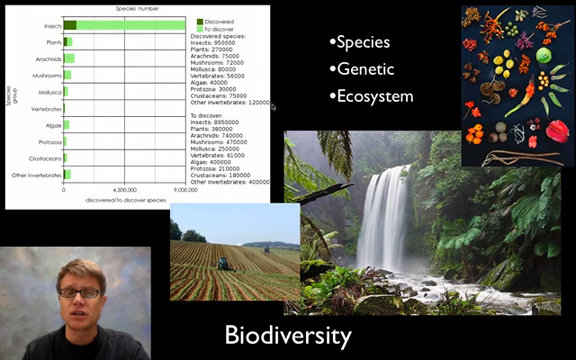 Species number
Discovered
To discover
Insects
Plants
Arachnids
Mushrooms
Mollusca
Vertebrates
Algae
Protozoa
Crustaceans
Other invertebrates
Species group
0
4,500,000
9,000,000
discovered/to discover species
Discovered species:
Insects: 950000
Plants: 270000
Arachnids: 75000
Mushrooms: 72000
Mollusca: 80000
Vertebrates: 56000
Algae: 40000
Protozoa: 30000
Crustaceans: 75000
Other invertebrates: 120000
To discover:
Insects: 8950000
Plants: 380000
Arachnids: 740000
Mushrooms: 470000
Mollusca: 250000
Vertebrates: 61000
Algae: 400000
Protozoa: 210000
Crustaceans: 180000
Other invertebrates: 400000
•Species
•Genetic
•Ecosystem
Biodiversity